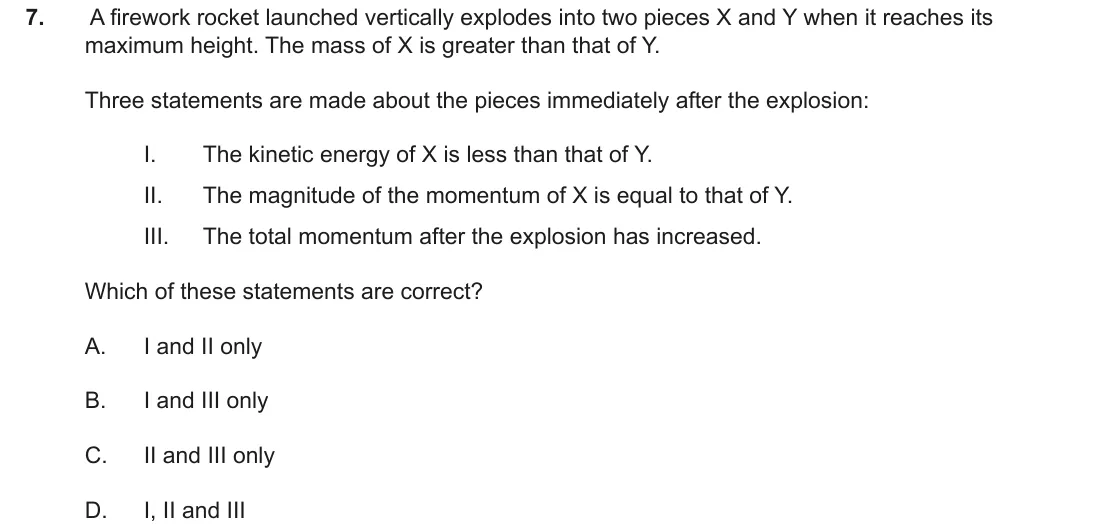 7. A firework rocket launched vertically explodes into two pieces X and Y when it reaches its
maximum height. The mass of X is greater than that of Y.
Three statements are made about the pieces immediately after the explosion:
I. The kinetic energy of X is less than that of Y.
II. The magnitude of the momentum of X is equal to that of Y.
III. The total momentum after the explosion has increased.
Which of these statements are correct?
A. I and II only
B. I and III only
C. II and III only
D. I, II and III